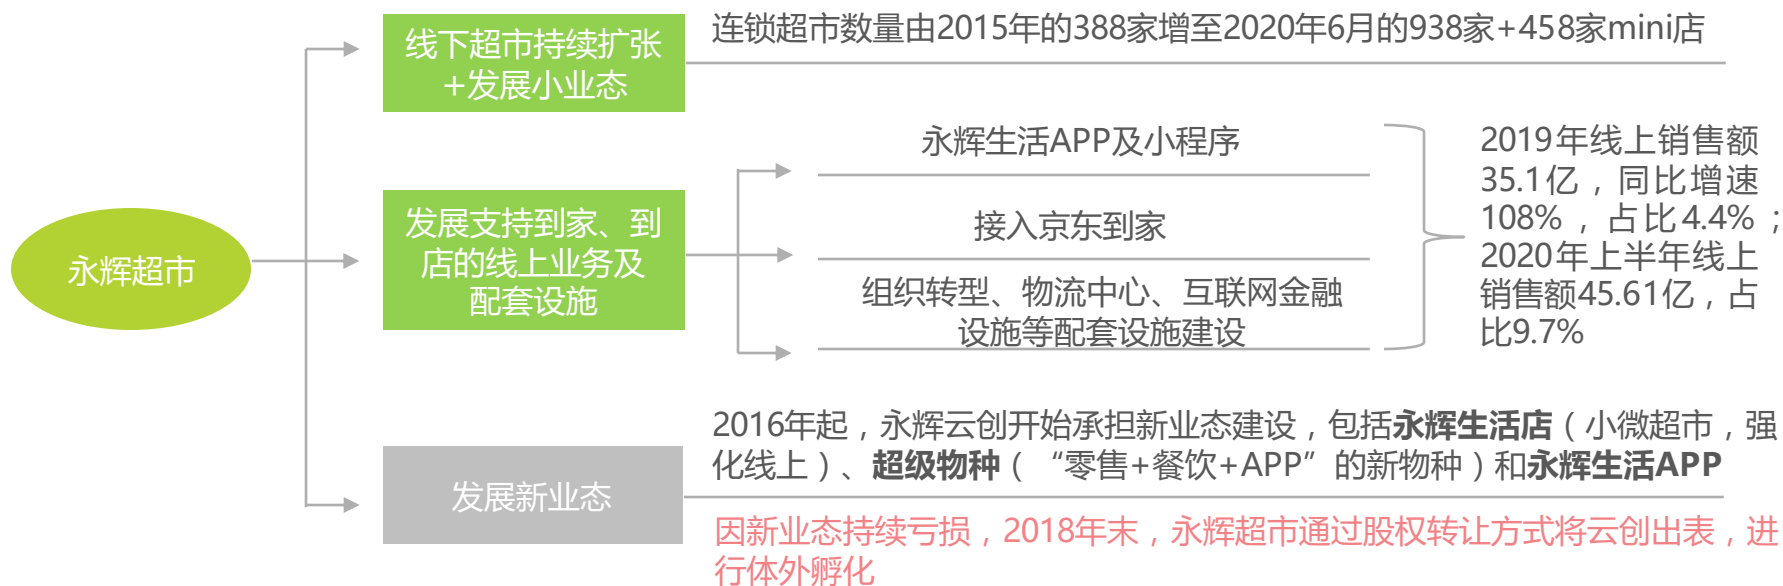 连锁超市数量由2015年的388家增至2020年6月的938家+458家mini店
线下超市持续扩张
+发展小业态
永辉超市
发展支持到家、到
店的线上业务及
配套设施
永辉生活APP及小程序
接入京东到家
组织转型、物流中心、互联网金融
设施等配套设施建设
2019年线上销售额
35.1亿，同比增速
108%，占比4.4%；
2020年上半年线上
销售额45.61亿，占
比9.7%
发展新业态
2016年起，永辉云创开始承担新业态建设，包括永辉生活店（小微超市，强
化线上）、超级物种（“零售+餐饮+APP”的新物种）和永辉生活APP
因新业态持续亏损，2018年末，永辉超市通过股权转让方式将云创出表，进
行体外孵化